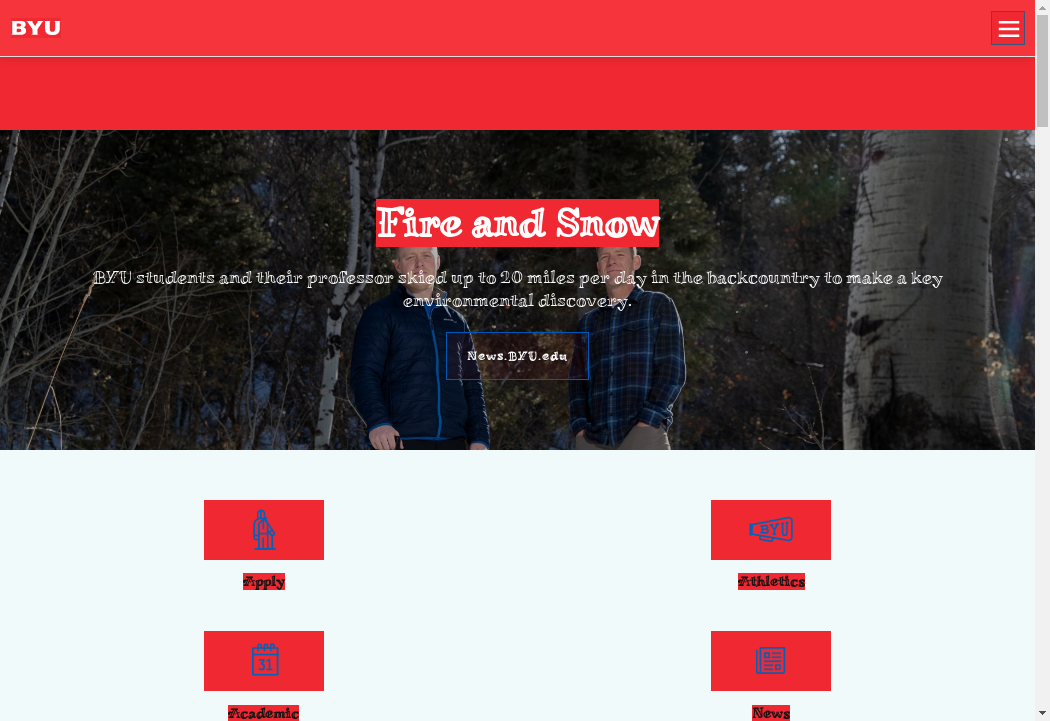 BYU
Fire and Snow
BYU students and their professor skied up to 20 miles per day in the backcountry to make a key
environmental discovery.
News.BYU.edu
BYU
Apply
Athletics
31
Academic
News